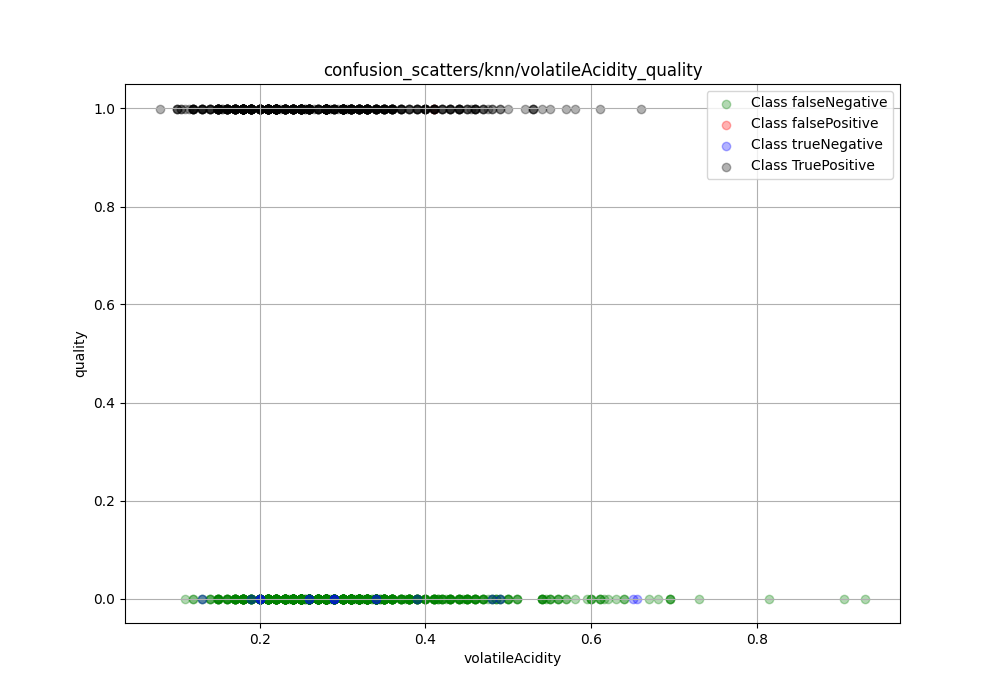 confusion_scatters/knn/volatileAcidity_quality
Class falseNegative
Class falsePositive
Class trueNegative
Class TruePositive
1.0
0.8
0.6
0.4
0.2
0.0
quality
0.2 0.4 0.6 0.8
volatileAcidity